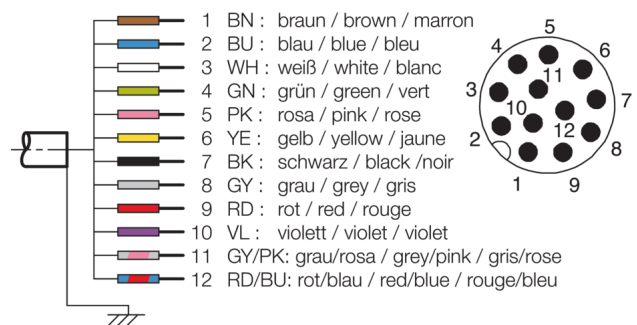 1 BN : braun / brown / marron
2 BU : blau / blue / bleu
3 WH : weiß / white / blanc
4 GN : grün / green / vert
5 PK : rosa / pink / rose
6 YE : gelb / yellow / jaune
7 BK : schwarz / black /noir
8 GY : grau / grey / gris
9 RD : rot / red / rouge
10 VL : violett / violet / violet
11 GY/PK: grau/rosa / grey/pink / gris/rose
12 RD/BU: rot/blau / red/blue / rouge/bleu
5
4 6
11
3 7
10
12
2 8
1 9